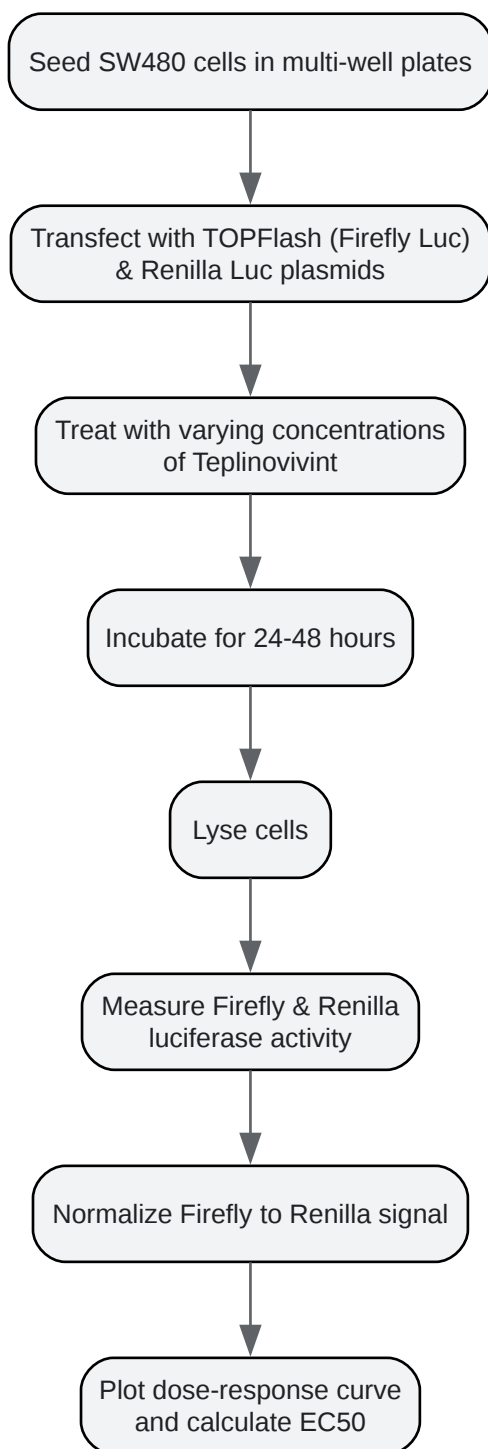 Seed SW480 cells in multi-well plates
Transfect with TOPFlash (Firefly Luc)
& Renilla Luc plasmids
Treat with varying concentrations
of Teplinovivint
Incubate for 24-48 hours
Lyse cells
Measure Firefly & Renilla
luciferase activity
Normalize Firefly to Renilla signal
Plot dose-response curve
and calculate EC50